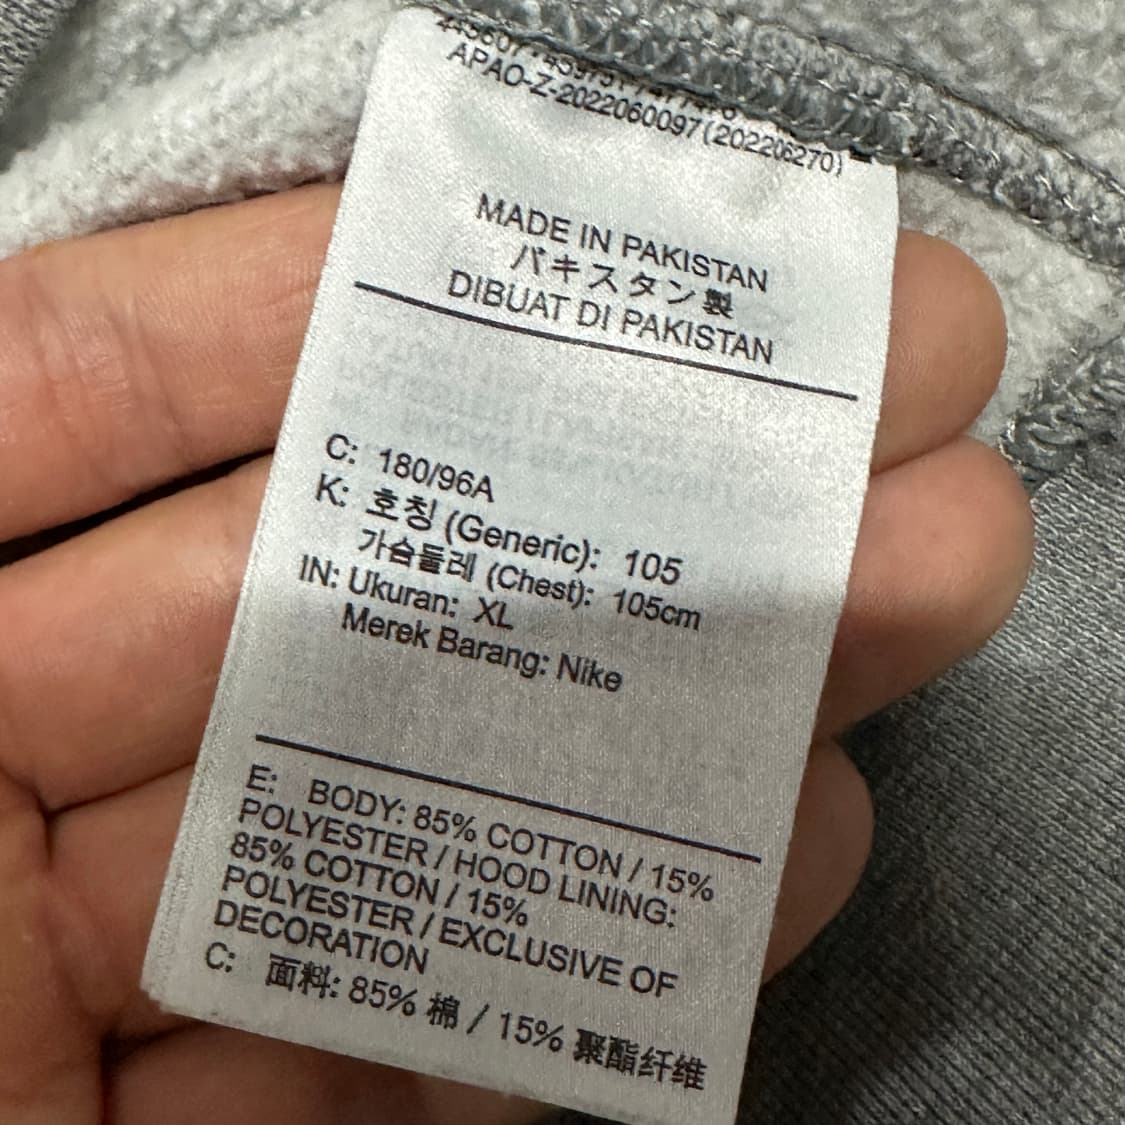 APAO-Z-2022060097(202206270)
MADE IN PAKISTAN
パキスタン製
DIBUAT DI PAKISTAN
C: 180/96A
K: 호칭 (Generic): 105
가슴둘레 (Chest): 105cm
IN: Ukuran: XL
Merek Barang: Nike
E: BODY: 85% COTTON / 15%
POLYESTER / HOOD LINING:
85% COTTON / 15%
POLYESTER / EXCLUSIVE OF
DECORATION
C: 面料: 85% 棉 / 15% 聚酯纤维